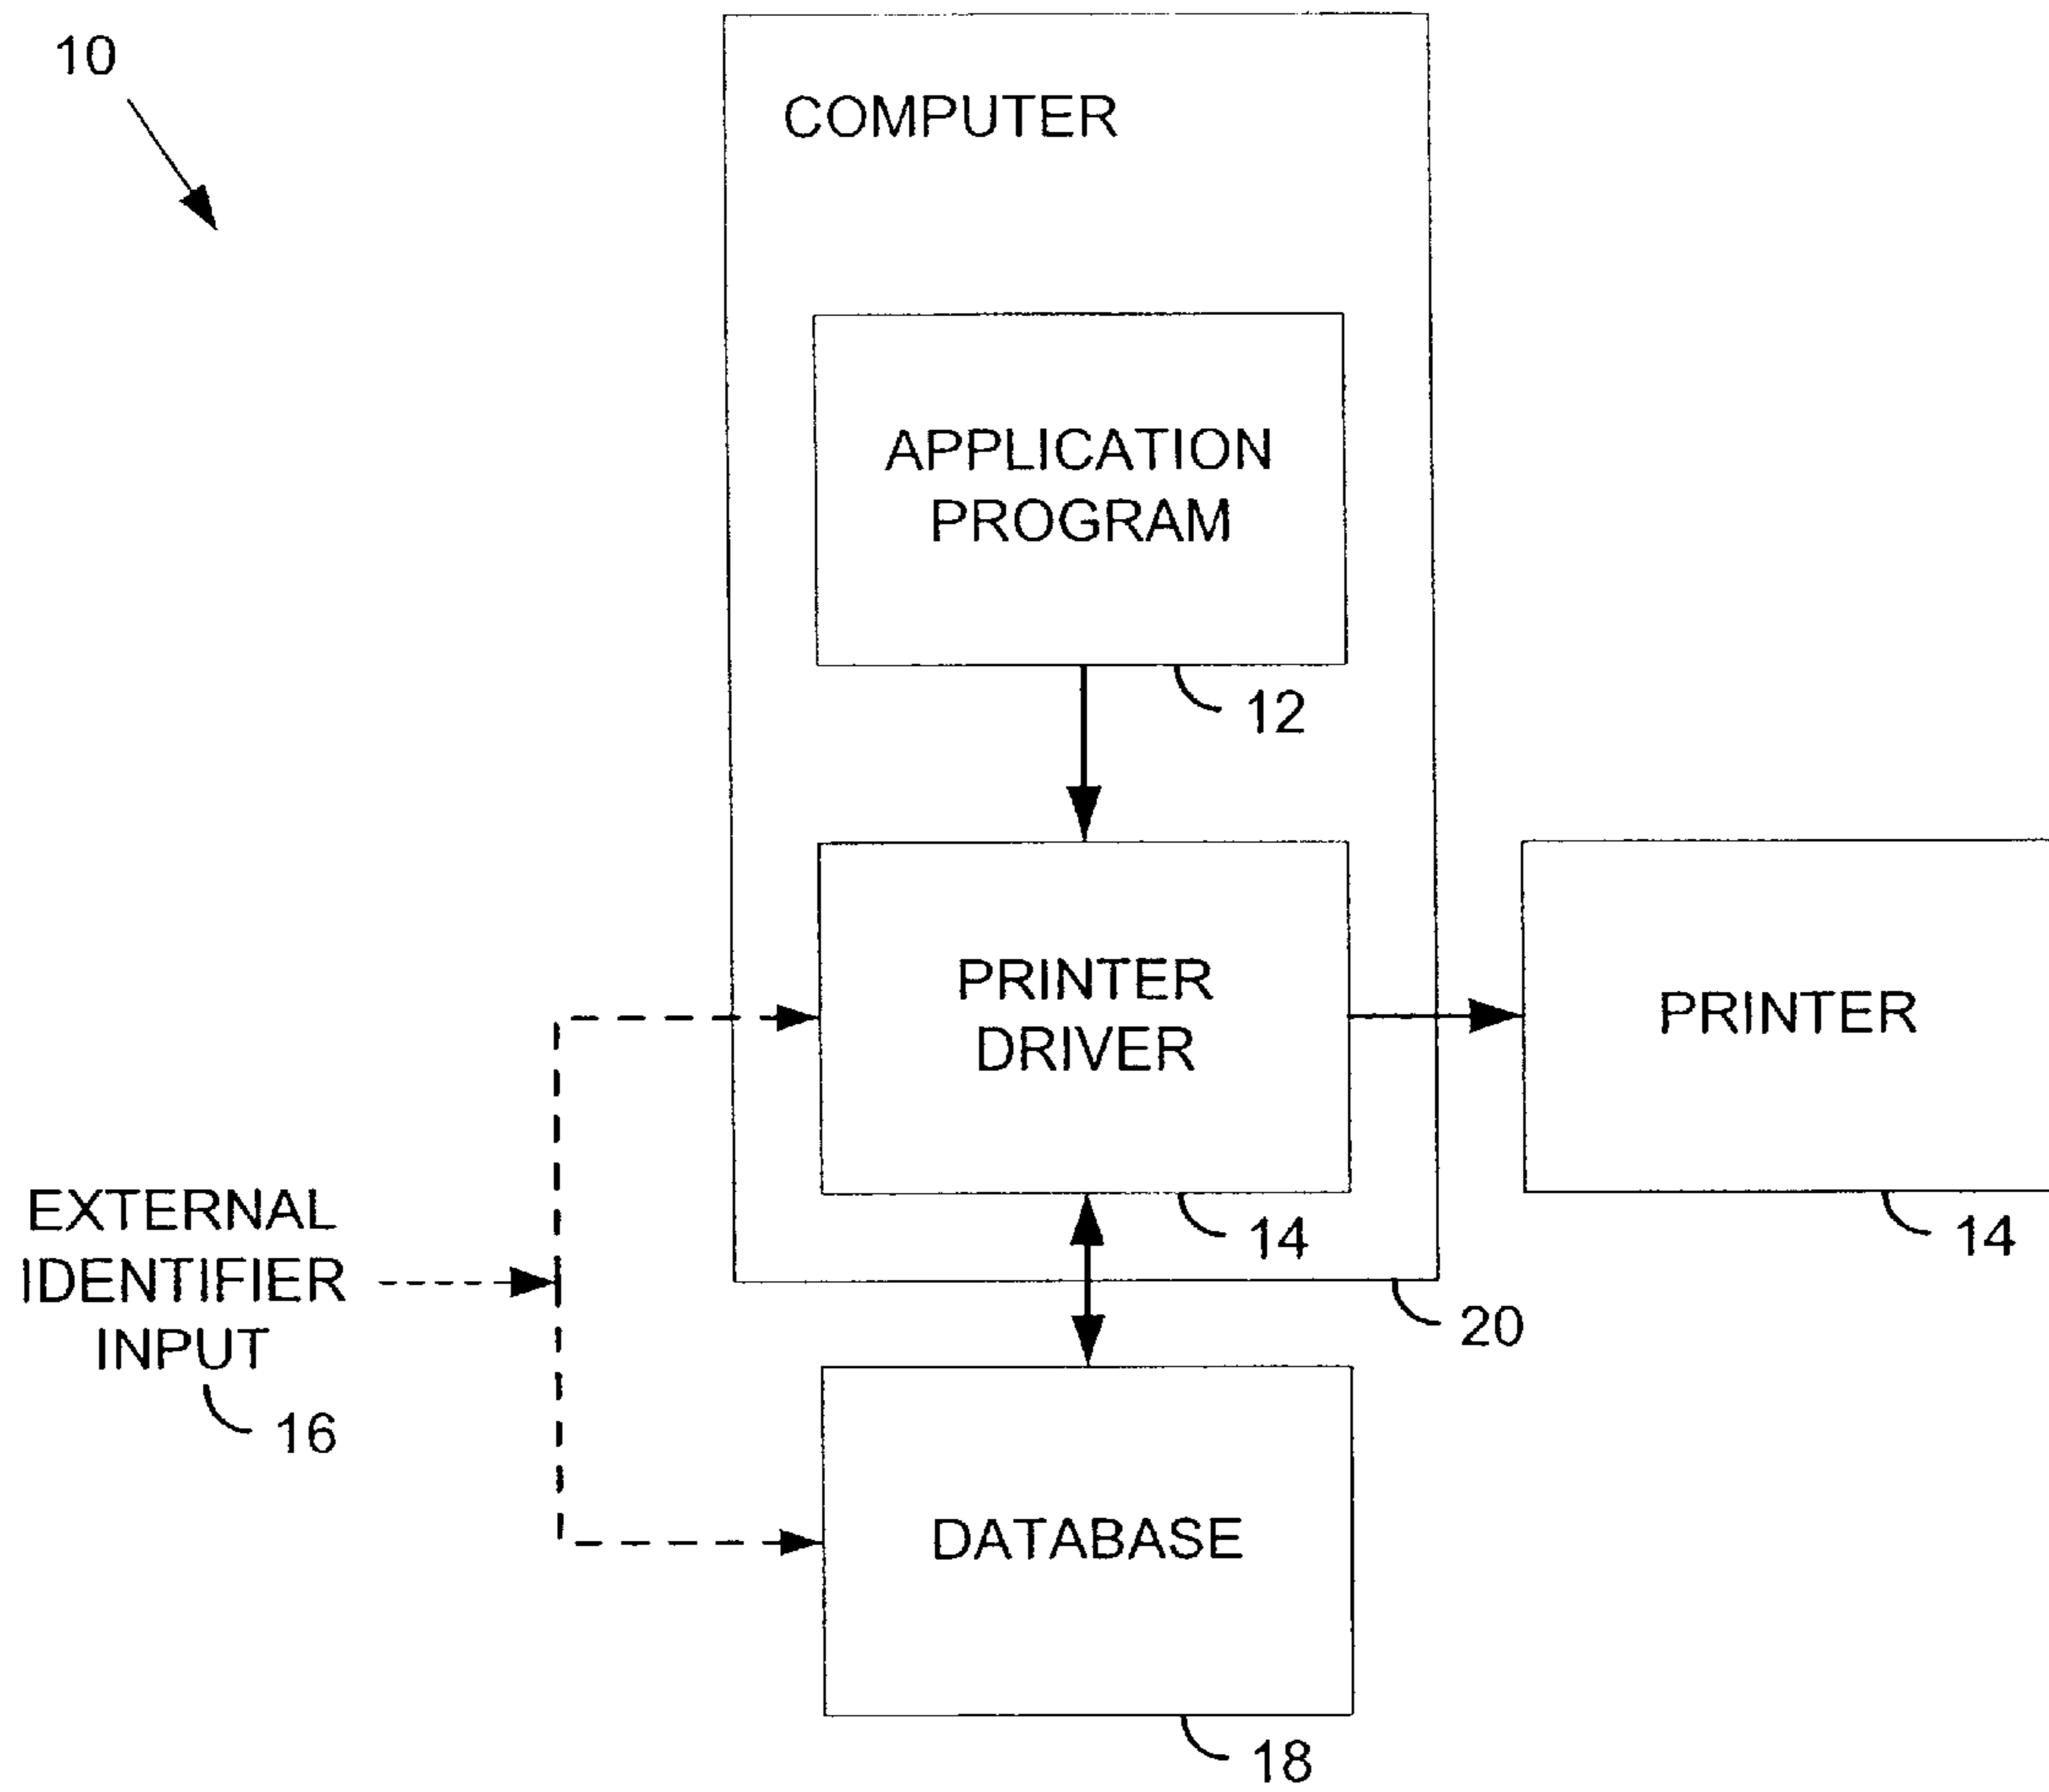 10
COMPUTER
APPLICATION
PROGRAM
12
PRINTER
DRIVER
14
PRINTER
14
20
EXTERNAL
IDENTIFIER
INPUT
16
DATABASE
18